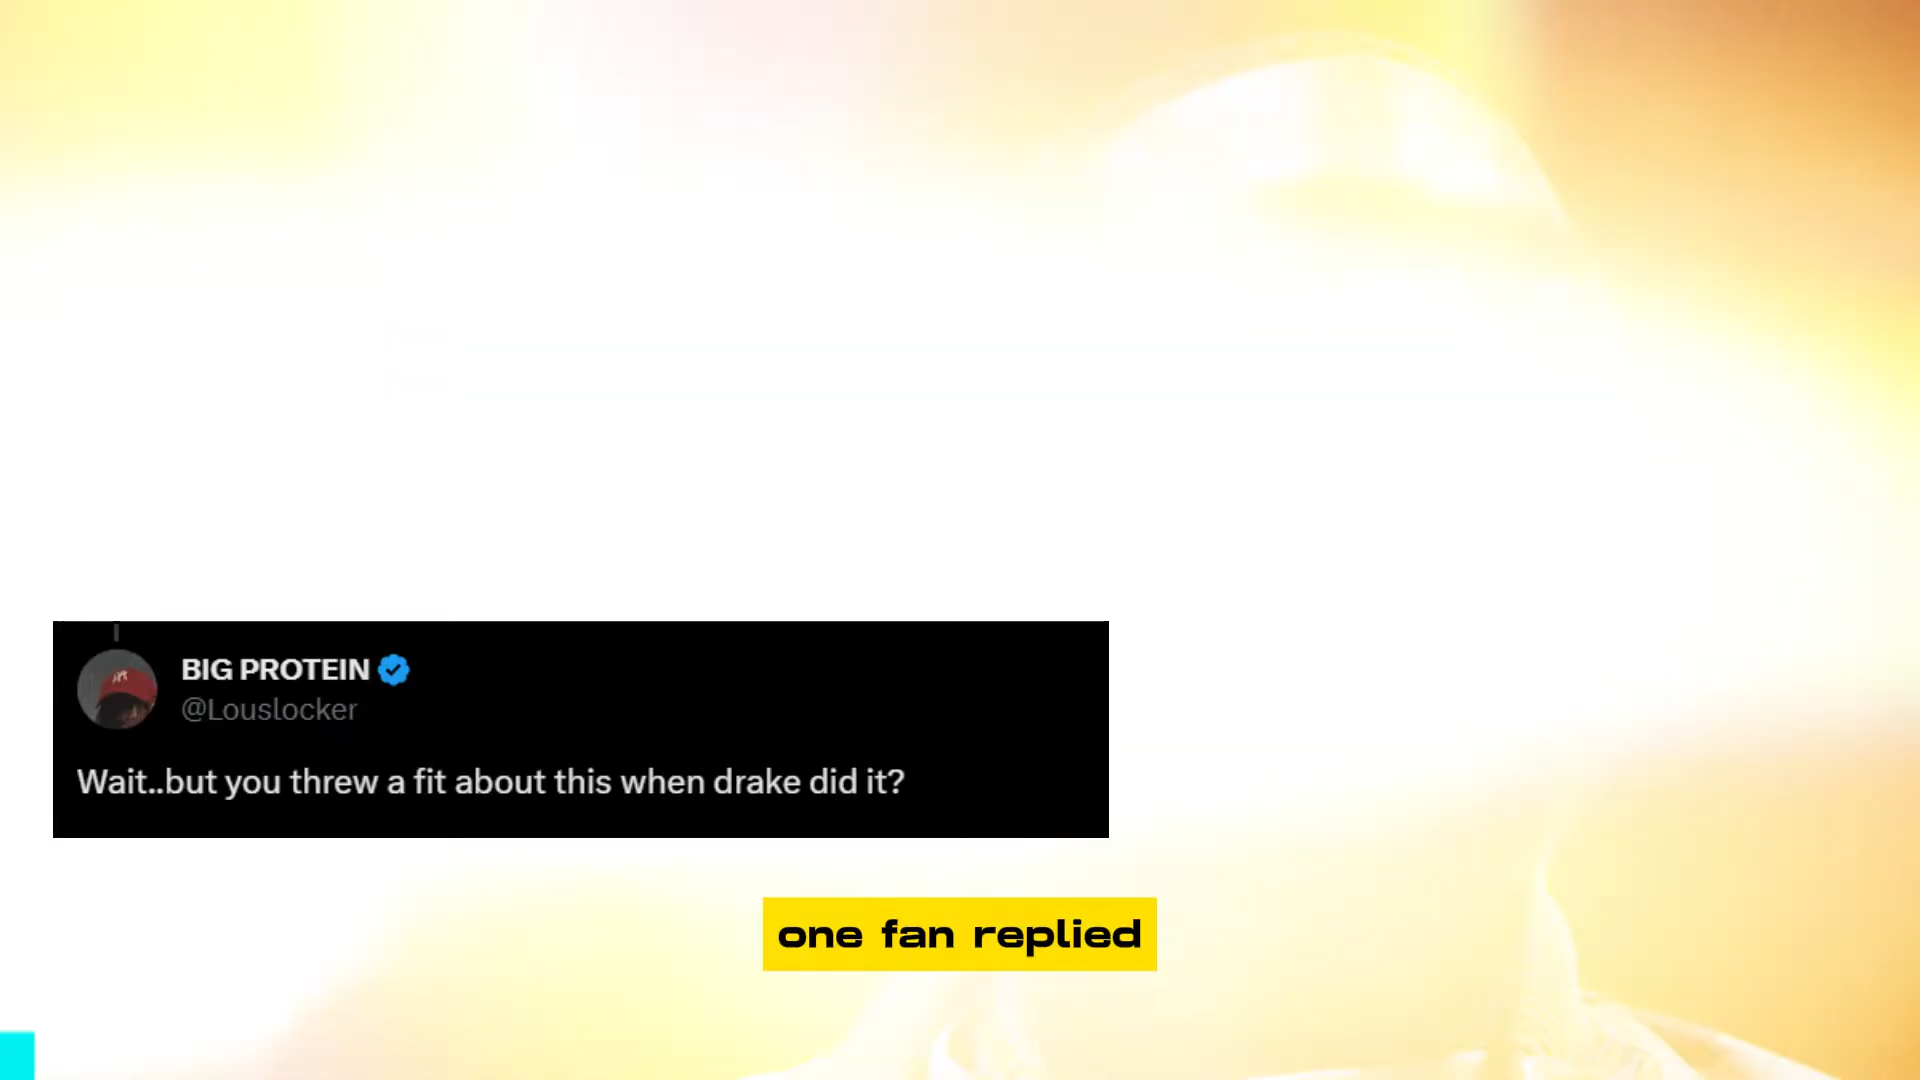 BIG PROTEIN
@Louslocker
Wait..but you threw a fit about this when drake did it?
one fan replied